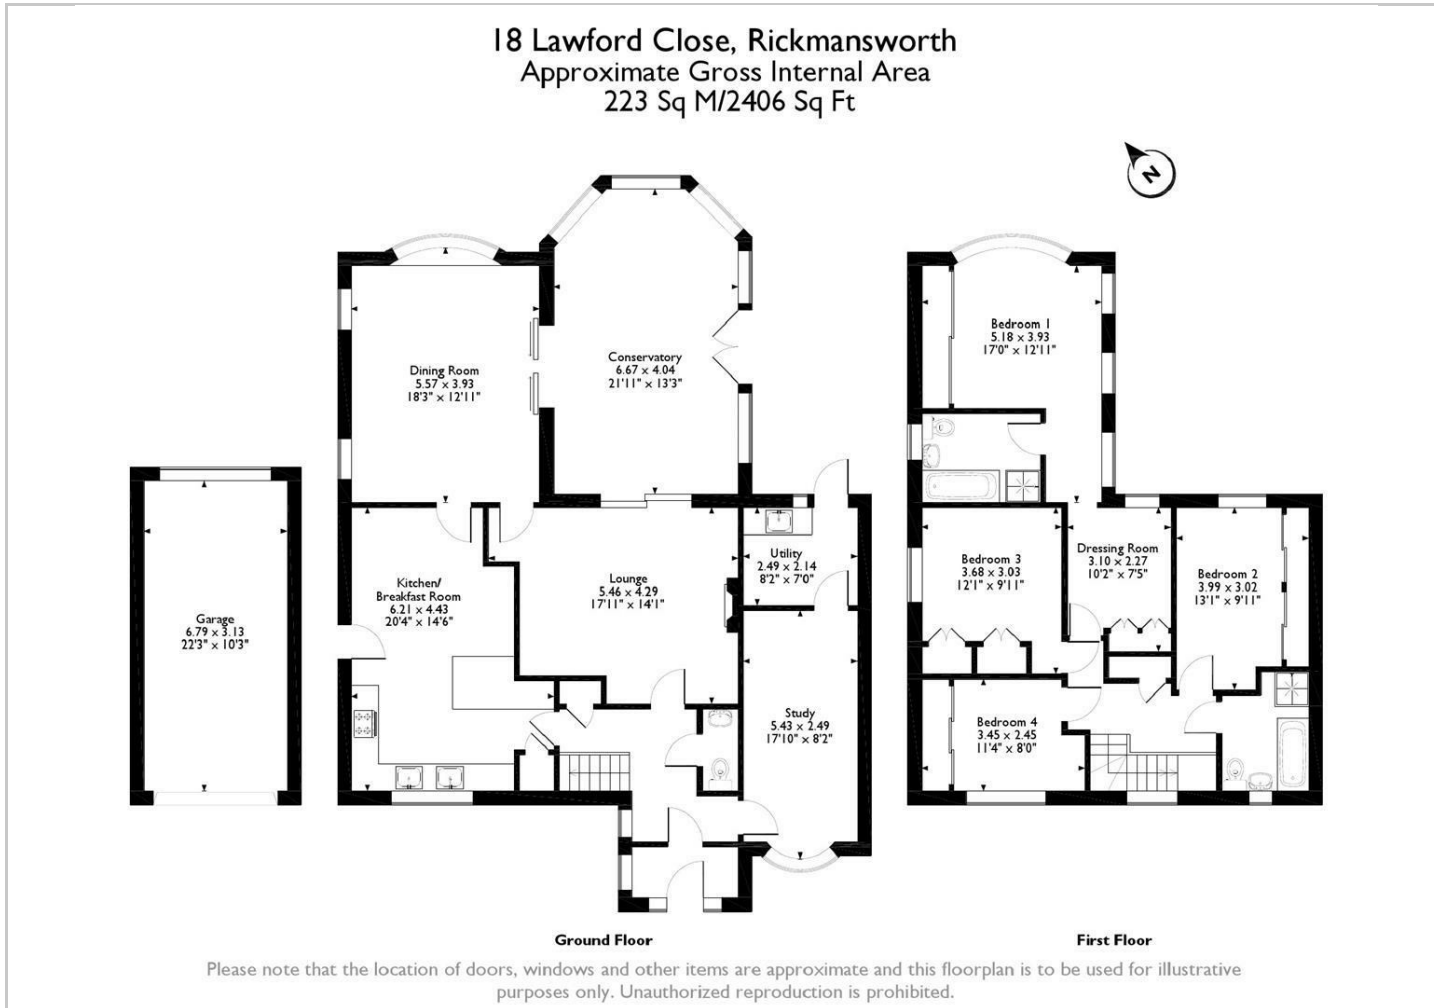 18 Lawford Close, Rickmansworth
Approximate Gross Internal Area
223 Sq M/2406 Sq Ft
N
Dining Room
5.57 x 3.93
18'3" x 12'11"
Conservatory
6.67 x 4.04
21'11" x 13'3"
Bedroom 1
5.18 x 3.93
17'0" x 12'11"
Garage
6.79 x 3.13
22'3" x 10'3"
Kitchen/
Breakfast Room
6.21 x 4.43
20'4" x 14'6"
Lounge
5.46 x 4.29
17'11" x 14'1"
Utility
2.49 x 2.14
8'2" x 7'0"
Study
5.43 x 2.49
17'10" x 8'2"
Bedroom 3
3.68 x 3.03
12'1" x 9'11"
Dressing Room
3.10 x 2.27
10'2" x 7'5"
Bedroom 2
3.99 x 3.02
13'1" x 9'11"
Bedroom 4
3.45 x 2.45
11'4" x 8'0"
Ground Floor
First Floor
Please note that the location of doors, windows and other items are approximate and this floorplan is to be used for illustrative
purposes only. Unauthorized reproduction is prohibited.